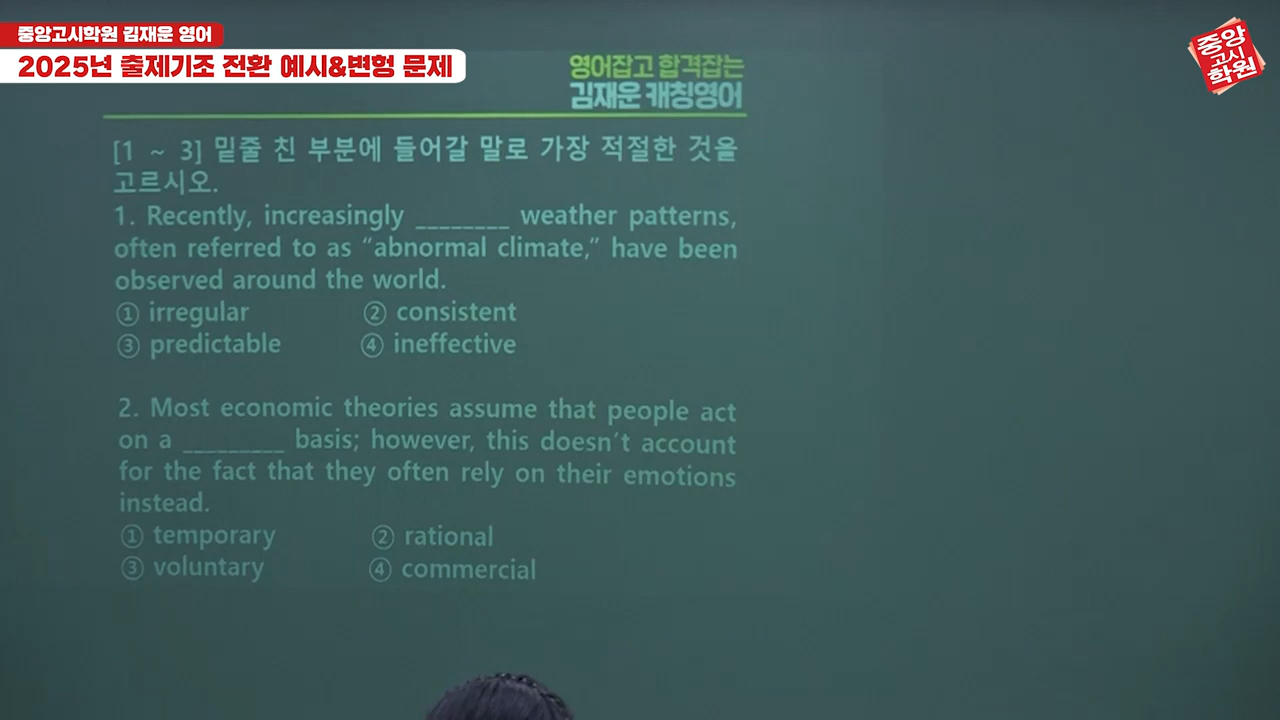 중앙고시학원 김재운 영어
2025년 출제기조 전환 예시&변형 문제
중앙
고시
학원
영어잡고 합격잡는
김재운 캐칭영어
[1 ~ 3] 밑줄 친 부분에 들어갈 말로 가장 적절한 것을
고르시오.
1. Recently, increasingly ________ weather patterns,
often referred to as “abnormal climate,” have been
observed around the world.
① irregular ② consistent
③ predictable ④ ineffective
2. Most economic theories assume that people act
on a _________ basis; however, this doesn’t account
for the fact that they often rely on their emotions
instead.
① temporary ② rational
③ voluntary ④ commercial